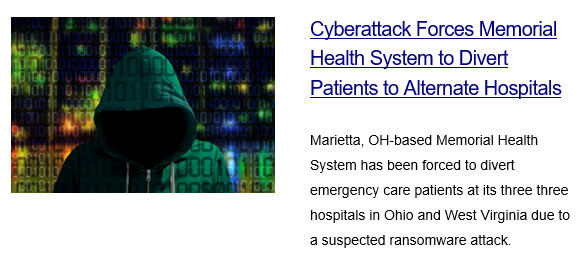 Cyberattack Forces Memorial
Health System to Divert
Patients to Alternate Hospitals
Marietta, OH-based Memorial Health
System has been forced to divert
emergency care patients at its three three
hospitals in Ohio and West Virginia due to
a suspected ransomware attack.